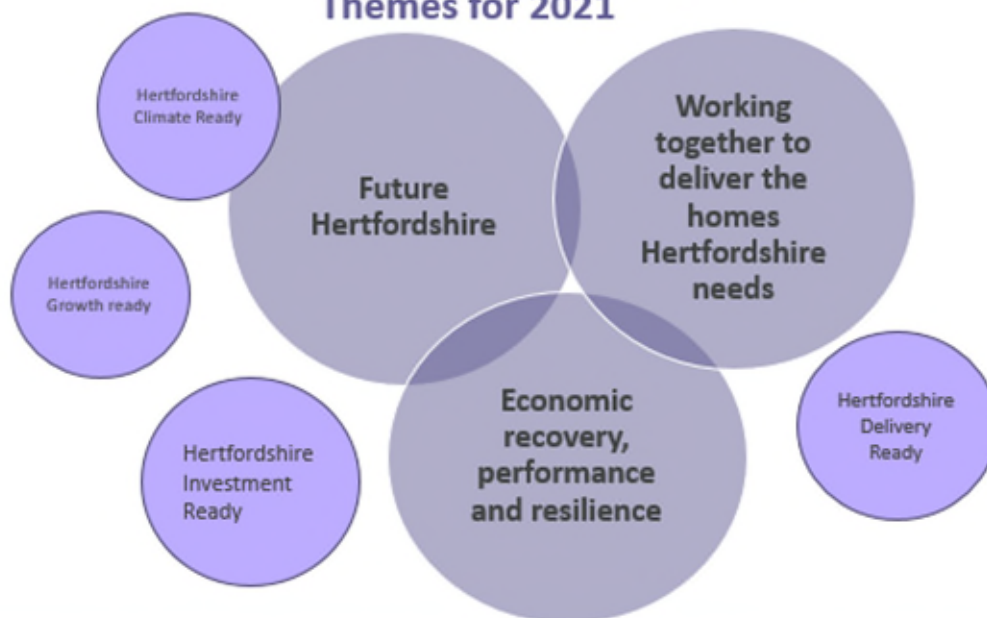 Themes for 2021
Hertfordshire
Climate Ready
Future
Hertfordshire
Working
together to
deliver the
homes
Hertfordshire
needs
Hertfordshire
Growth ready
Economic
recovery,
performance
and resilience
Hertfordshire
Investment
Ready
Hertfordshire
Delivery
Ready